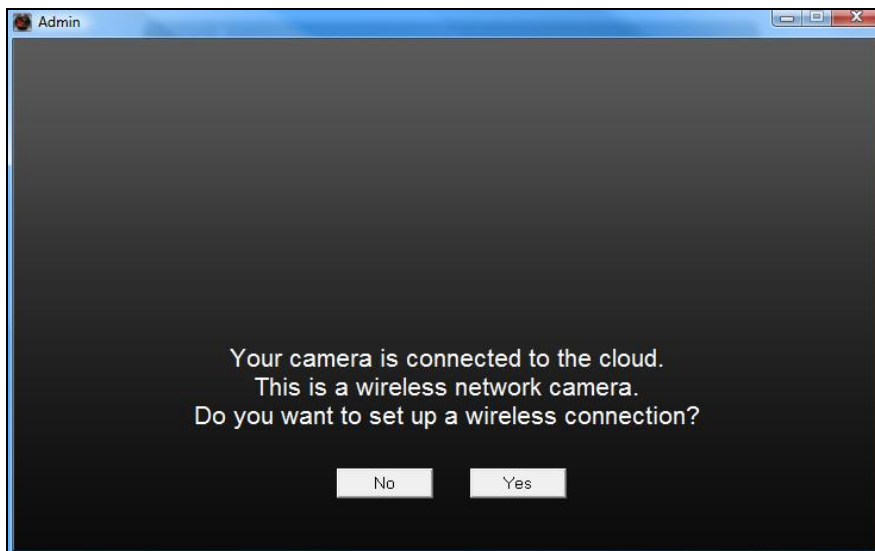 Admin
Your camera is connected to the cloud.
This is a wireless network camera.
Do you want to set up a wireless connection?
No
Yes